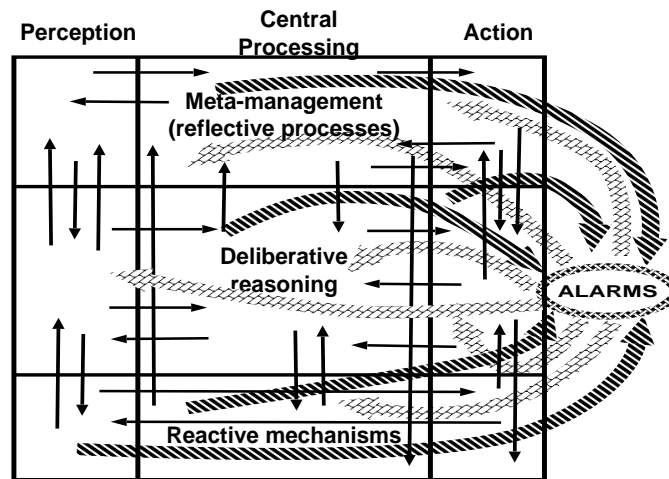 Perception
Central
Processing
Action
Meta-management
(reflective processes)
Deliberative
reasoning
ALARMS
Reactive mechanisms